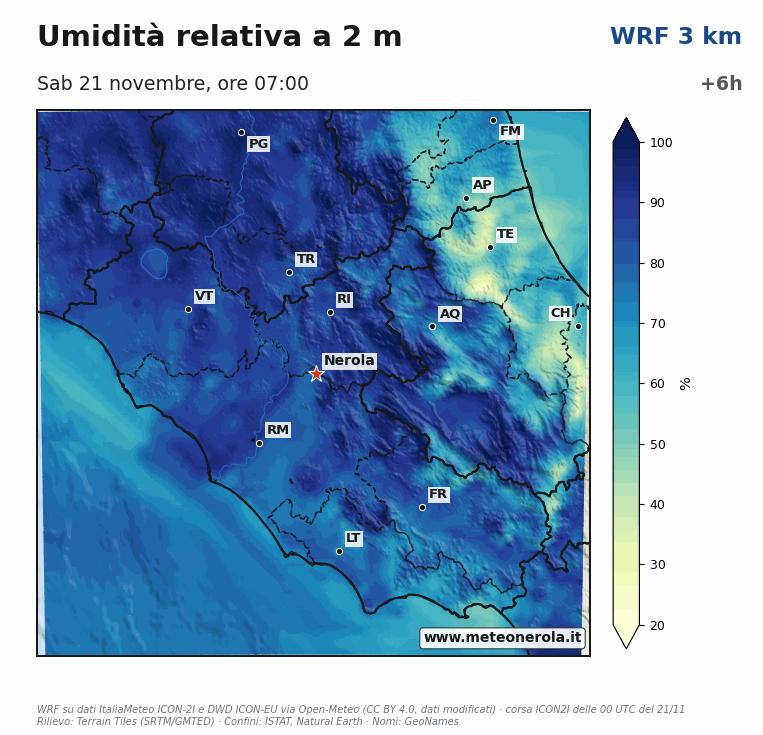 Umidità relativa a 2 m
WRF 3 km
Sab 21 novembre, ore 07:00
+6h
FM
PG
AP
TE
TR
VT
RI
AQ
CH
Nerola
RM
FR
LT
www.meteonerola.it
100
90
80
70
60
50
40
30
20
%
WRF su dati ItaliaMeteo ICON-2I e DWD ICON-EU via Open-Meteo (CC BY 4.0, dati modificati) · corsa ICON2I delle 00 UTC del 21/11
Rilievo: Terrain Tiles (SRTM/GMTED) · Confini: ISTAT, Natural Earth · Nomi: GeoNames